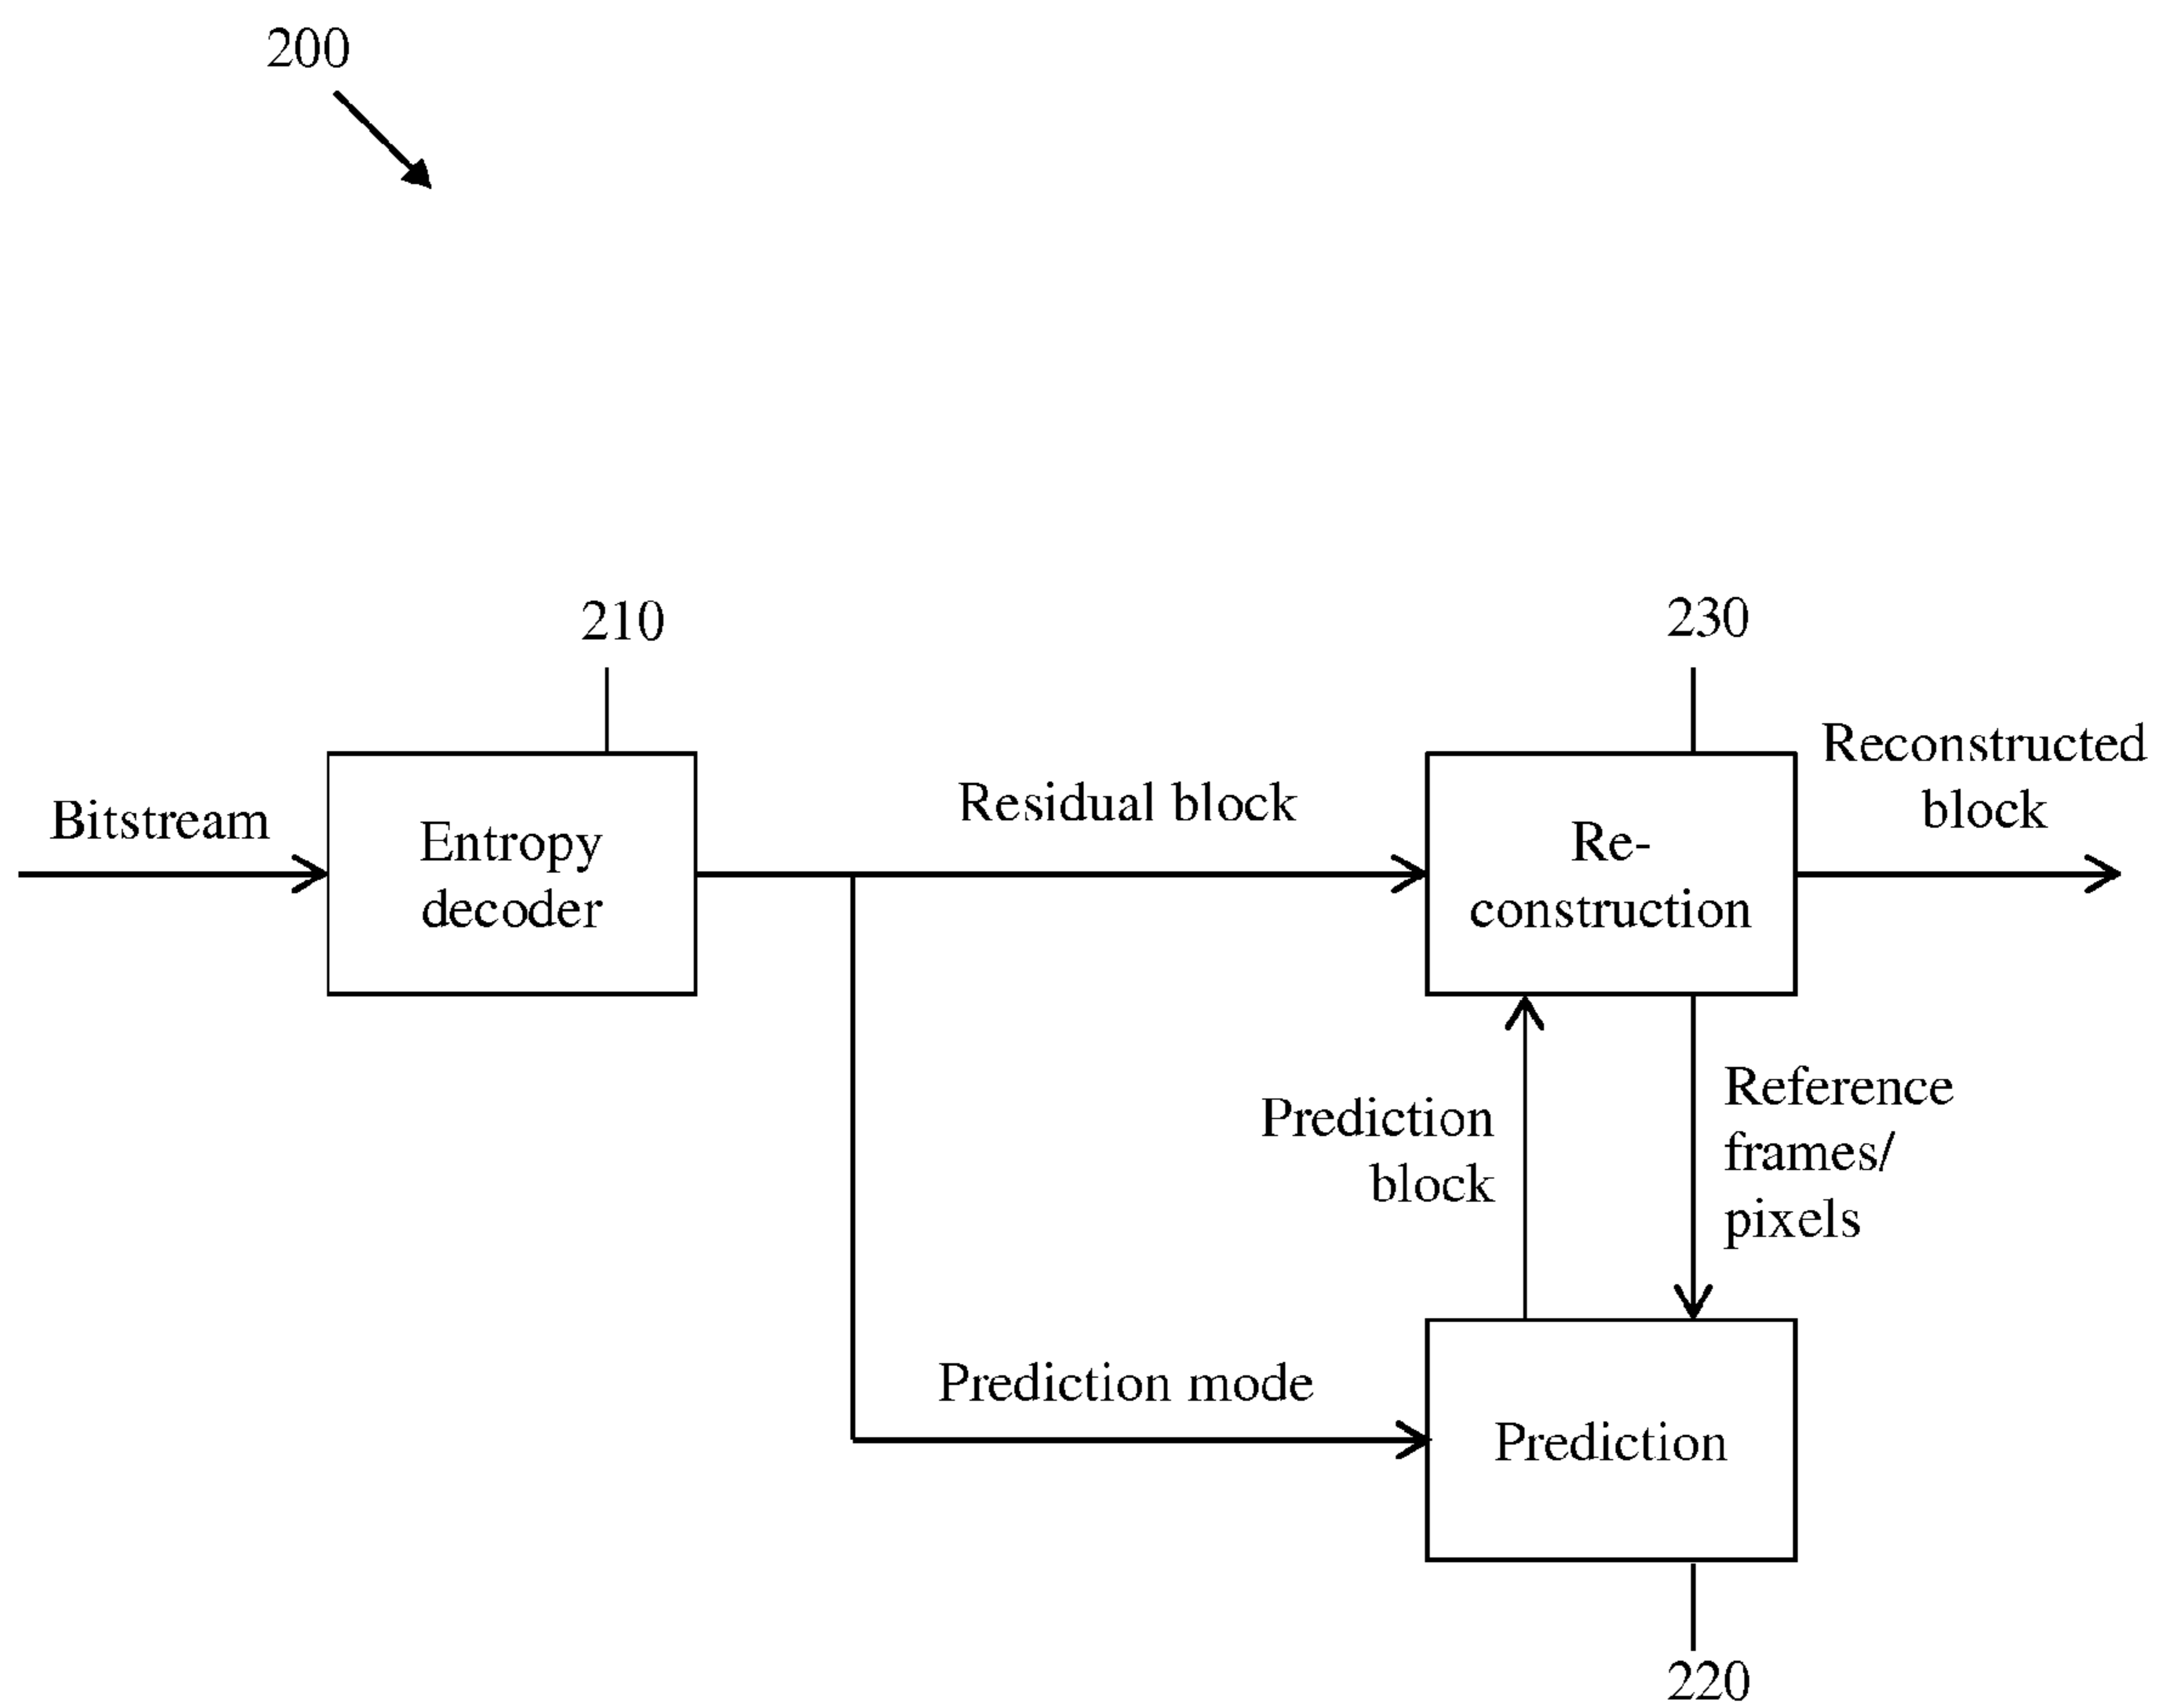 200
210
230
Reconstructed
block
Bitstream
Entropy
decoder
Residual block
Re-
construction
Prediction
block
Reference
frames/
pixels
Prediction mode
Prediction
220